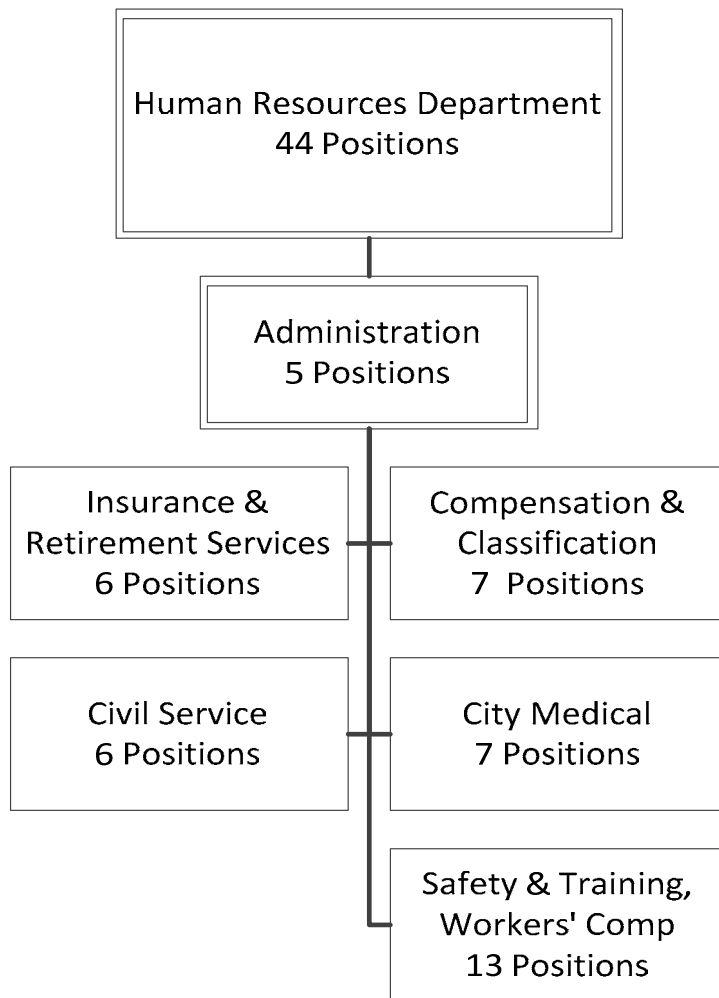 Human Resources Department
44 Positions
Administration
5 Positions
Insurance &
Retirement Services
6 Positions
Compensation &
Classification
7 Positions
Civil Service
6 Positions
City Medical
7 Positions
Safety & Training,
Workers' Comp
13 Positions